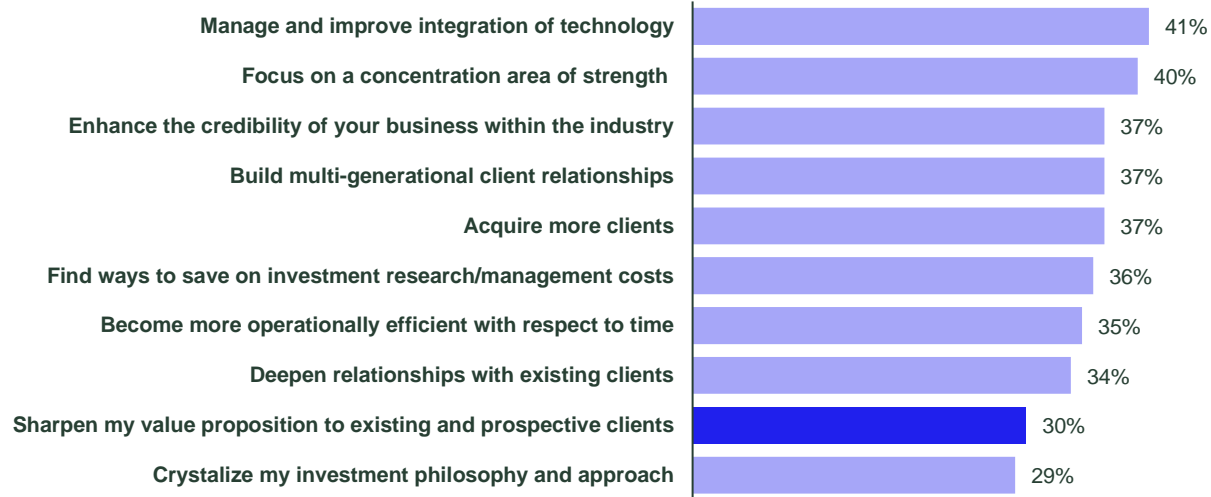 Manage and improve integration of technology 41%
Focus on a concentration area of strength 40%
Enhance the credibility of your business within the industry 37%
Build multi-generational client relationships 37%
Acquire more clients 37%
Find ways to save on investment research/management costs 36%
Become more operationally efficient with respect to time 35%
Deepen relationships with existing clients 34%
Sharpen my value proposition to existing and prospective clients 30%
Crystalize my investment philosophy and approach 29%